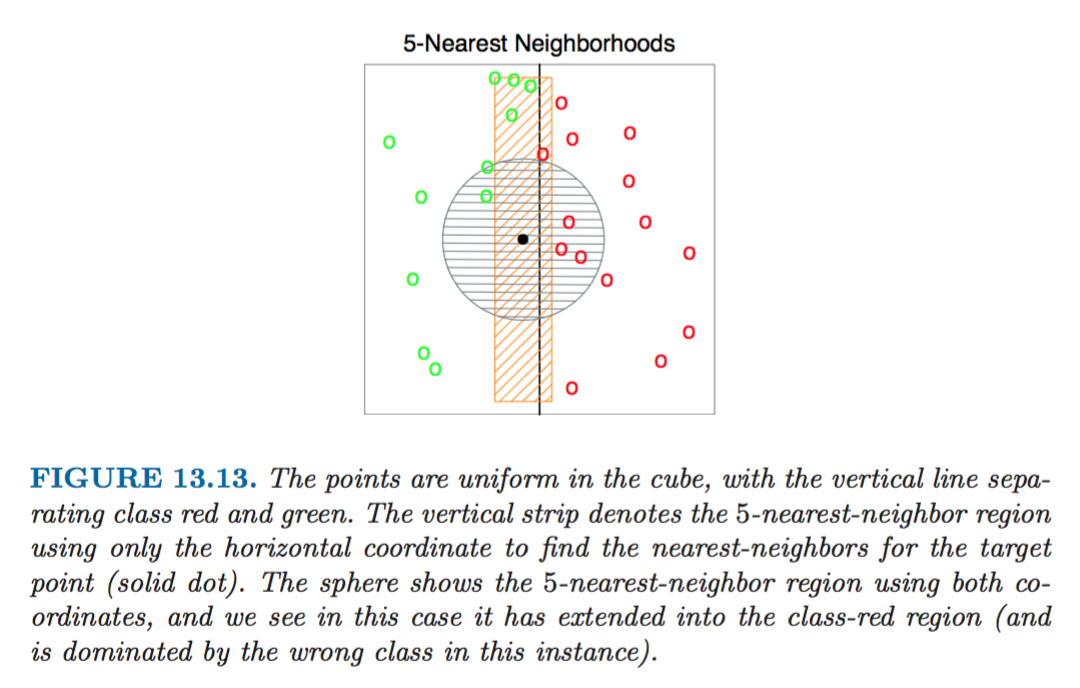 5-Nearest Neighborhoods
FIGURE 13.13. The points are uniform in the cube, with the vertical line sepa-
rating class red and green. The vertical strip denotes the 5-nearest-neighbor region
using only the horizontal coordinate to find the nearest-neighbors for the target
point (solid dot). The sphere shows the 5-nearest-neighbor region using both co-
ordinates, and we see in this case it has extended into the class-red region (and
is dominated by the wrong class in this instance).